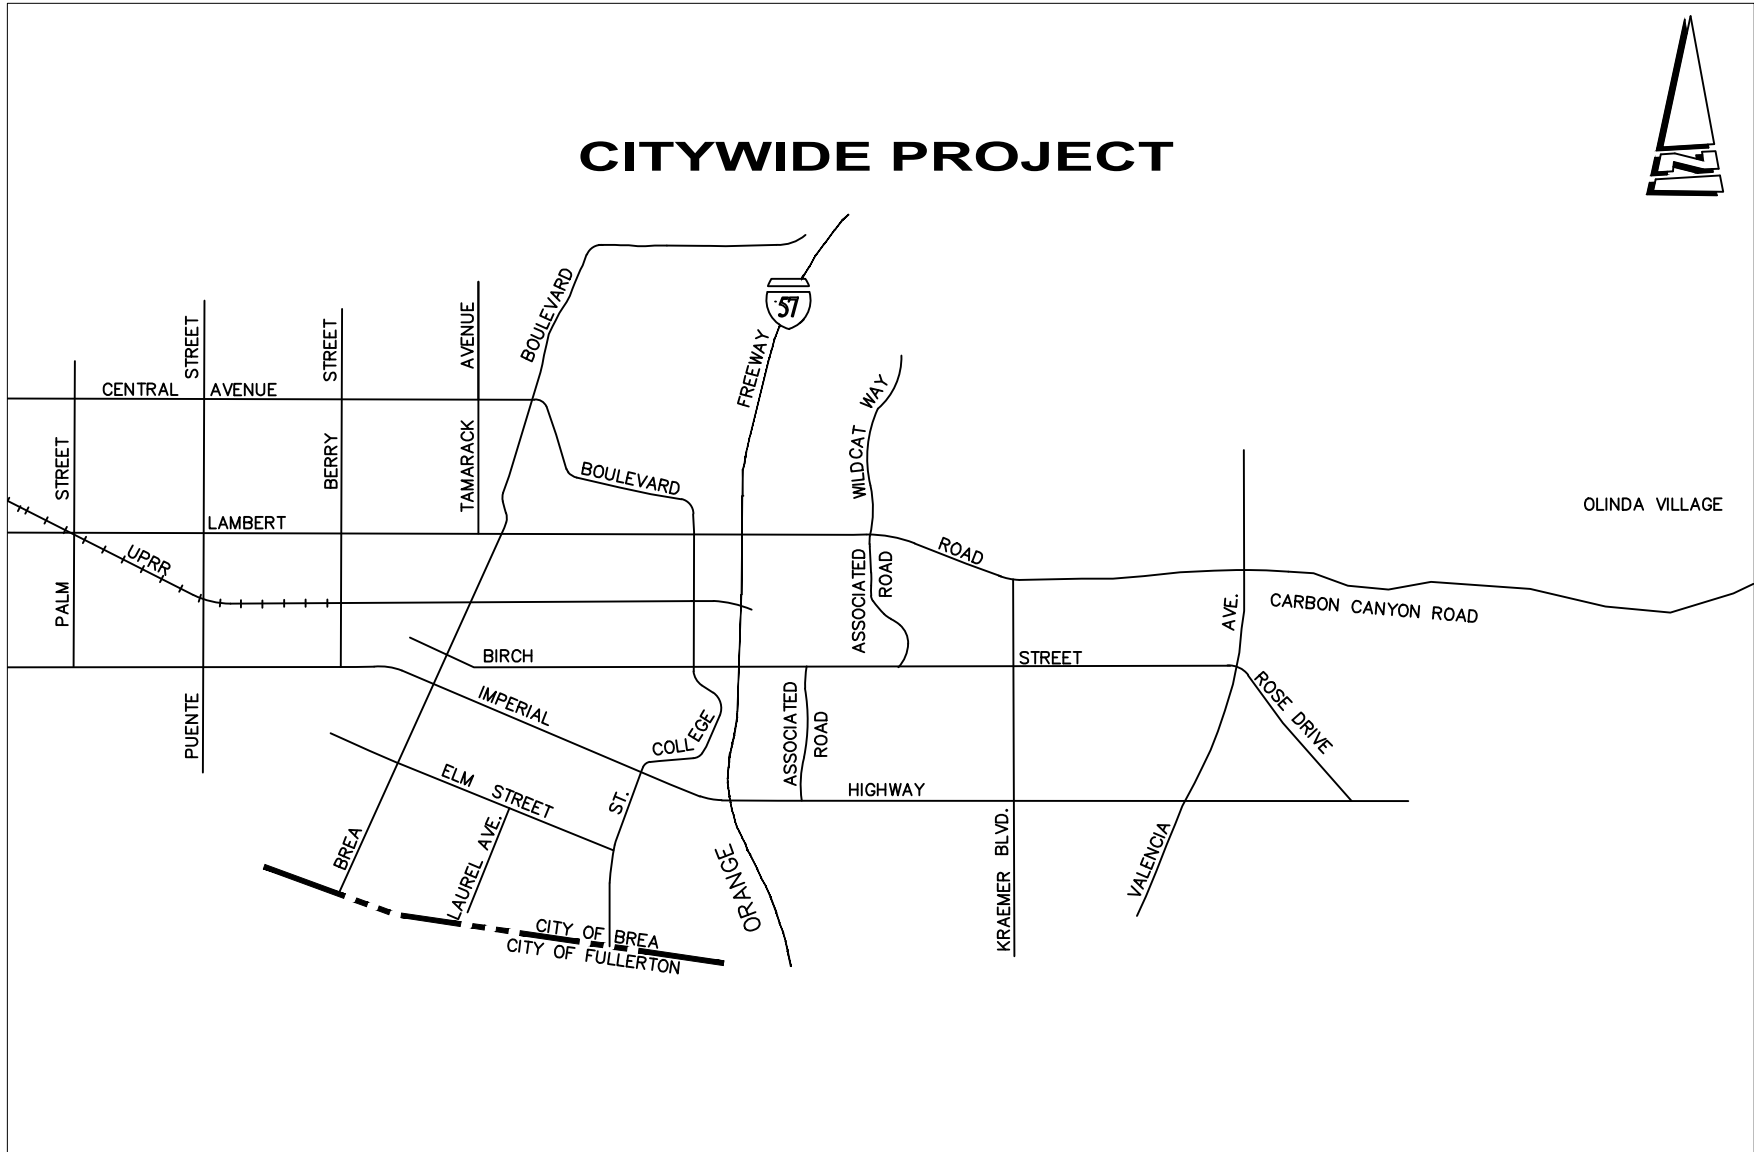 N
CITYWIDE PROJECT
57
BOULEVARD
FREEWAY
STREET
STREET
AVENUE
CENTRAL AVENUE
WAY
WILDCAT
STREET
BERRY
TAMARACK
BOULEVARD
OLINDA VILLAGE
LAMBERT
ROAD
UPRR
ASSOCIATED
ROAD
PALM
AVE.
CARBON CANYON ROAD
BIRCH
STREET
PUENTE
IMPERIAL
COLLEGE
ASSOCIATED
ROAD
ROSE DRIVE
ELM STREET
ST.
HIGHWAY
BREA
LAUREL AVE.
ORANGE
KRAEMER BLVD.
VALENCIA
CITY OF BREA
CITY OF FULLERTON